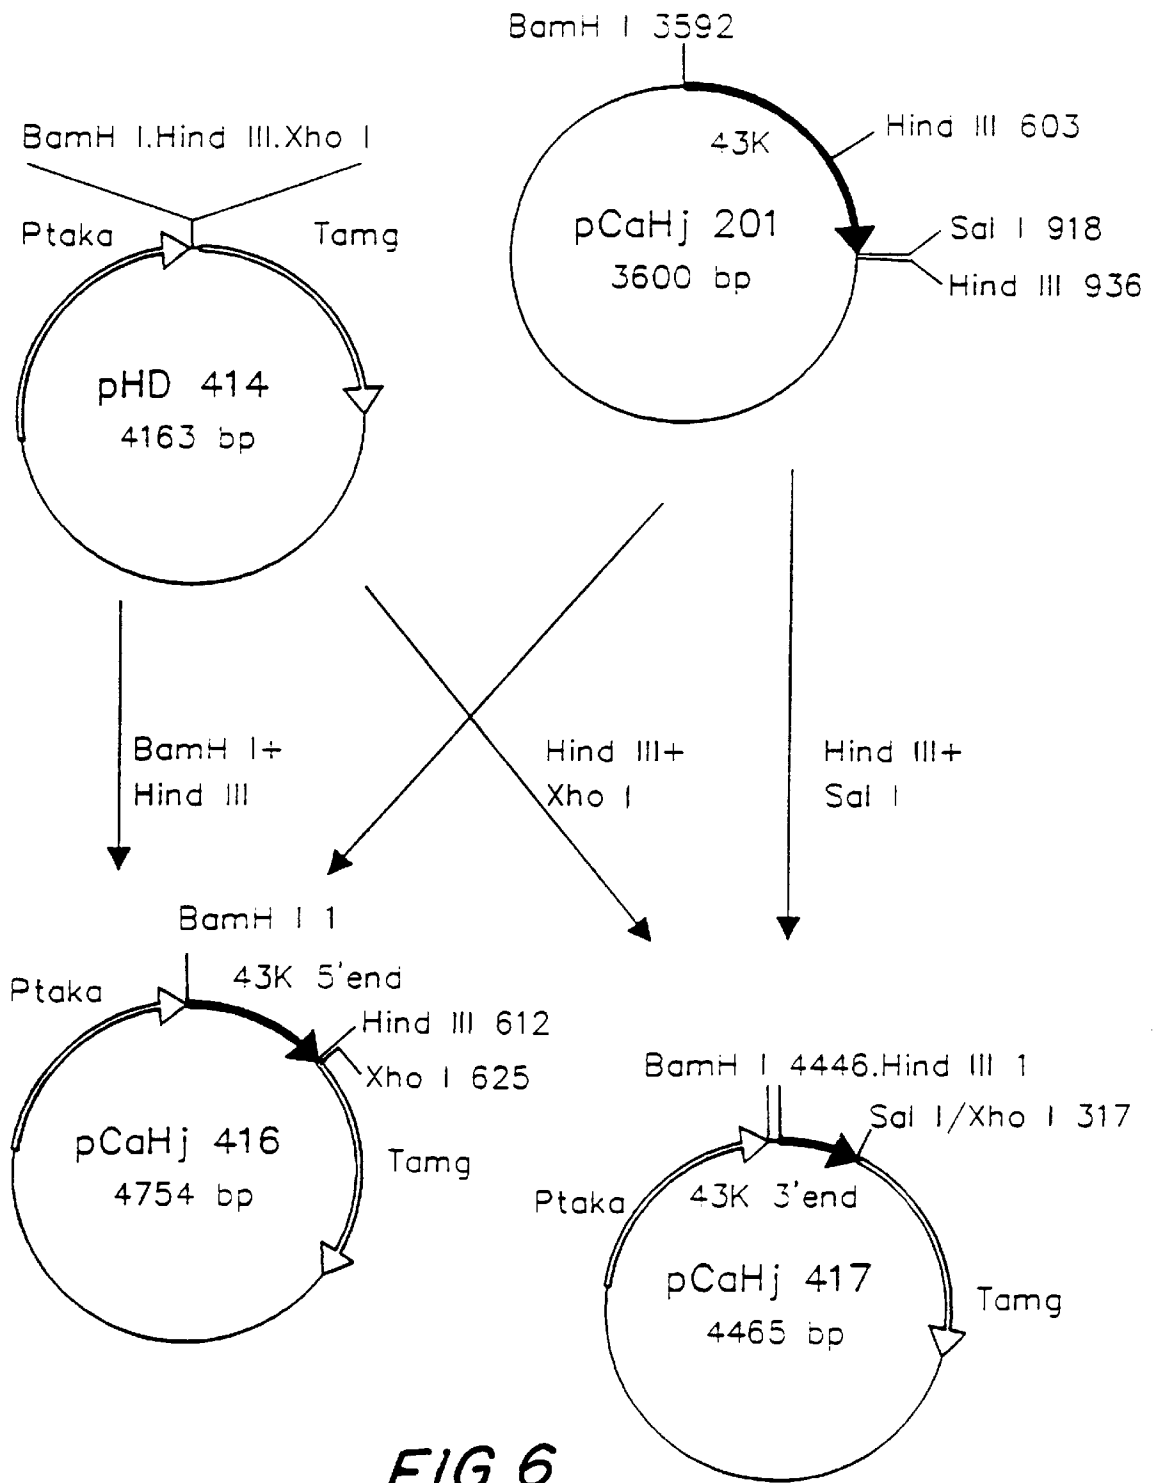 BamH I 3592
BamH I.Hind III.Xho I
43K
Hind III 603
Ptaka
Tamg
pCaHj 201
3600 bp
Sal I 918
Hind III 936
pHD 414
4163 bp
BamH I+
Hind III
Hind III+
Xho I
Hind III+
Sal I
BamH I 1
43K 5'end
Ptaka
Hind III 612
Xho I 625
pCaHj 416
4754 bp
Tamg
BamH I 4446.Hind III 1
Sal I/Xho I 317
Ptaka
43K 3'end
pCaHj 417
4465 bp
Tamg
FIG.6